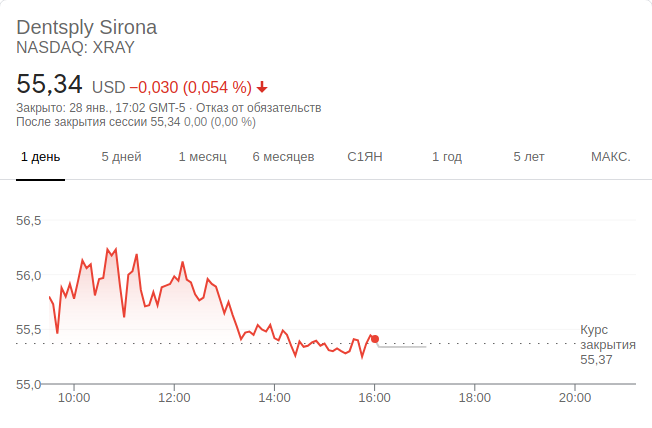 Dentsply Sirona
NASDAQ: XRAY
55,34 USD −0,030 (0,054 %)
Закрыто: 28 янв., 17:02 GMT-5 · Отказ от обязательств
После закрытия сессии 55,34 0,00 (0,00 %)
1 день 5 дней 1 месяц 6 месяцев С1ЯН 1 год 5 лет МАКС.
56,5
56,0
55,5
Курс
закрытия
55,37
55,0
10:00 12:00 14:00 16:00 18:00 20:00